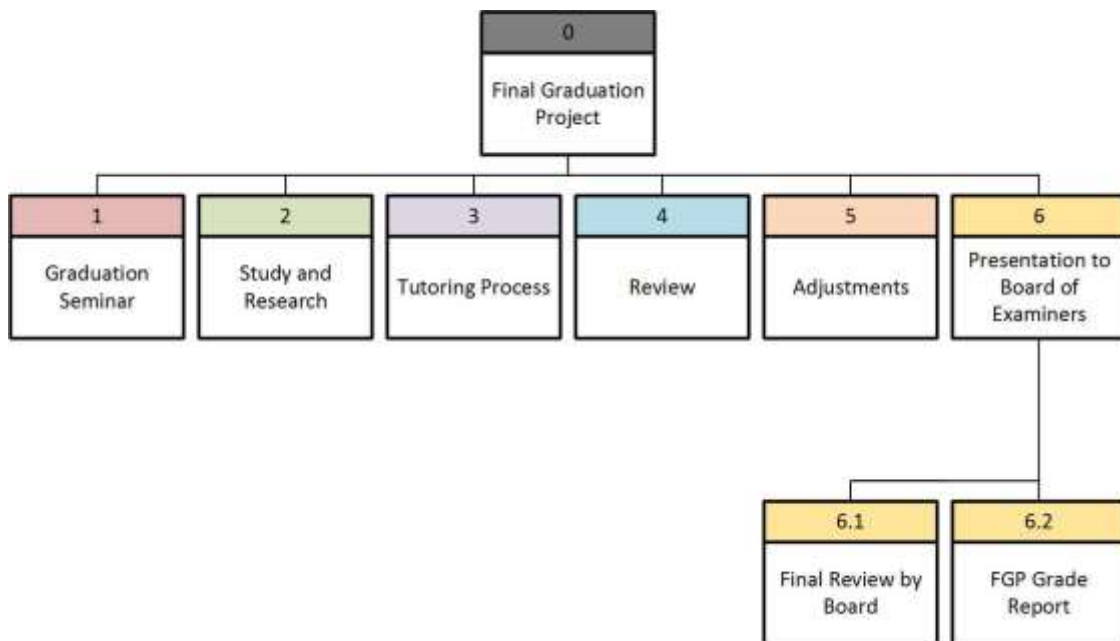 0
Final Graduation
Project
1
Graduation
Seminar
2
Study and
Research
3
Tutoring Process
4
Review
5
Adjustments
6
Presentation to
Board of
Examiners
6.1
Final Review by
Board
6.2
FGP Grade
Report